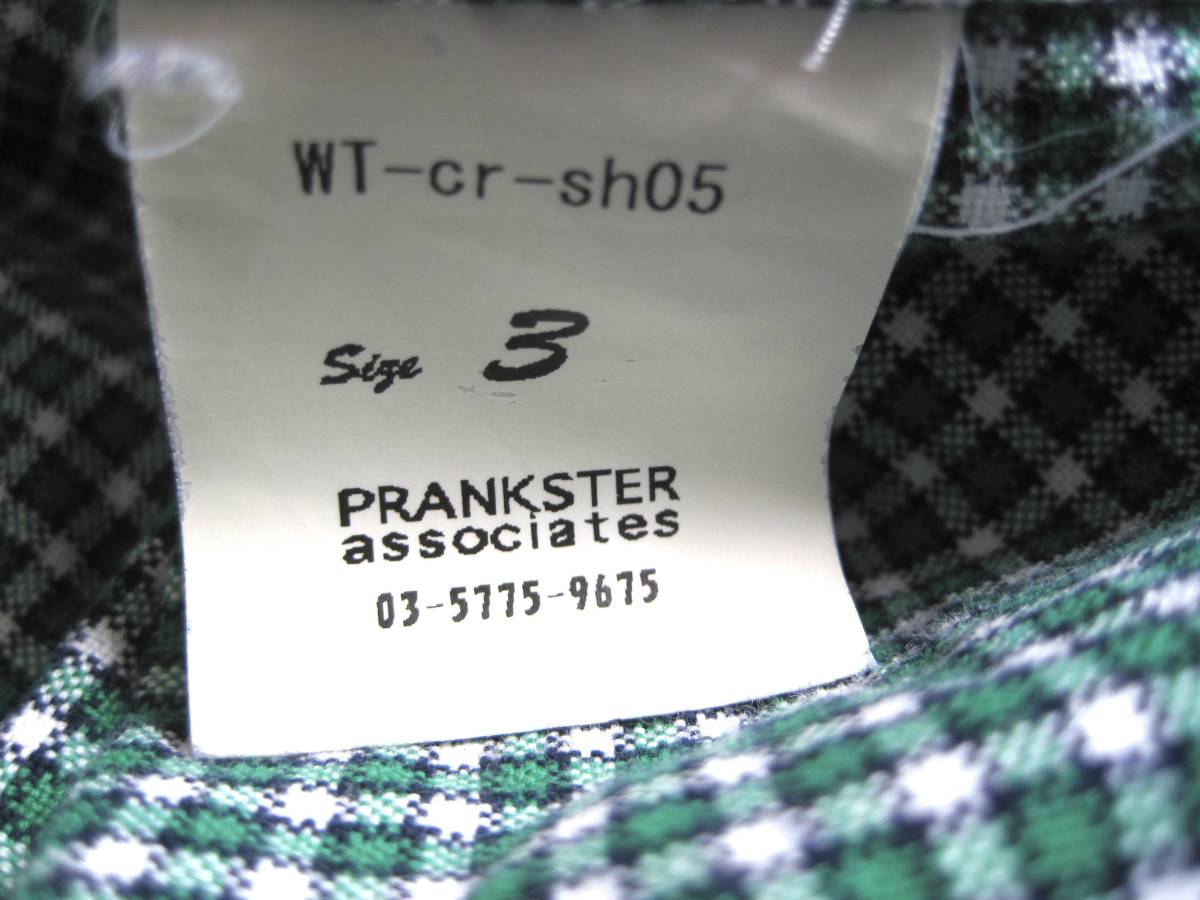 WT-cr-sh05
Size 3
PRANKSTER
associates
03-5775-9675